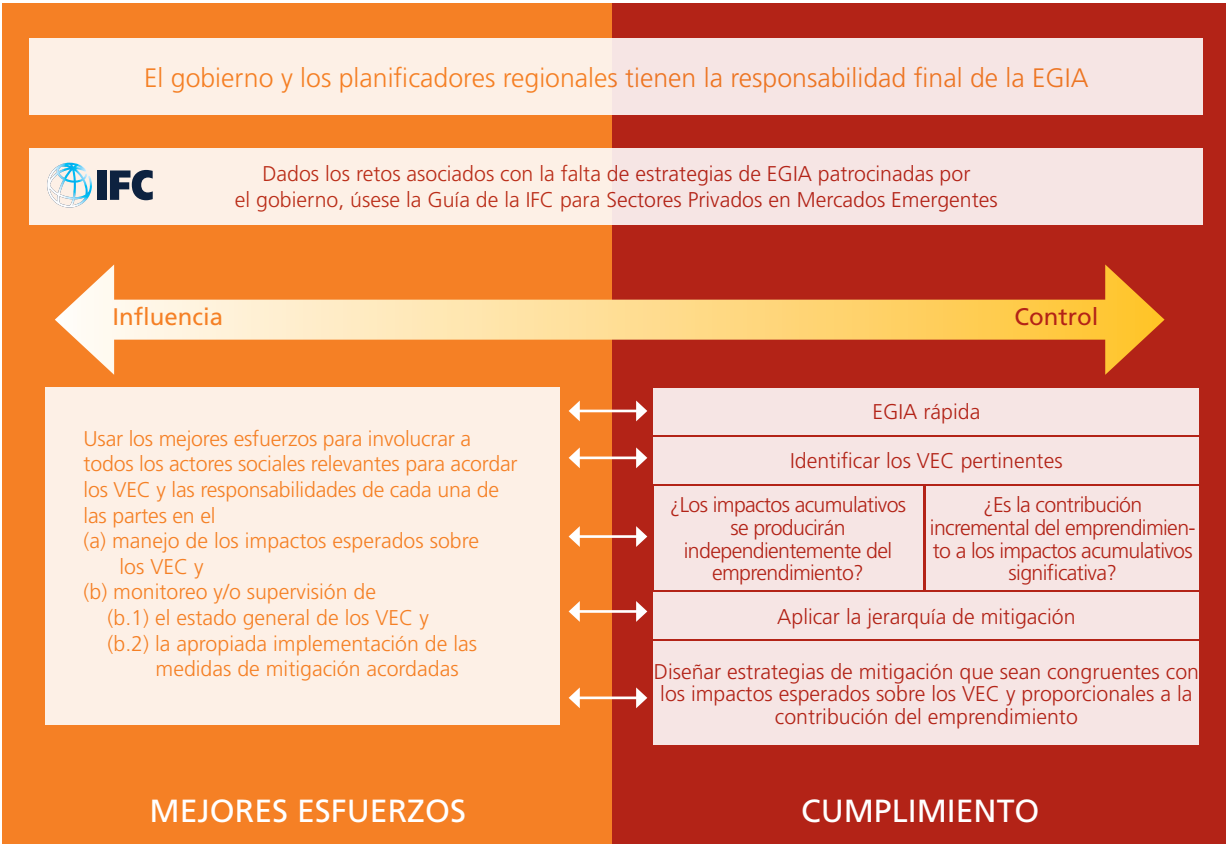 El gobierno y los planificadores regionales tienen la responsabilidad final de la EGIA
IFC
Dados los retos asociados con la falta de estrategias de EGIA patrocinadas por
el gobierno, úsese la Guía de la IFC para Sectores Privados en Mercados Emergentes
Influencia
Control
Usar los mejores esfuerzos para involucrar a
todos los actores sociales relevantes para acordar
los VEC y las responsabilidades de cada una de
las partes en el
(a) manejo de los impactos esperados sobre
los VEC y
(b) monitoreo y/o supervisión de
(b.1) el estado general de los VEC y
(b.2) la apropiada implementación de las
medidas de mitigación acordadas
EGIA rápida
Identificar los VEC pertinentes
¿Los impactos acumulativos
se producirán
independientemente del
emprendimiento?
¿Es la contribución
incremental del emprendimien-
to a los impactos acumulativos
significativa?
Aplicar la jerarquía de mitigación
Diseñar estrategias de mitigación que sean congruentes con
los impactos esperados sobre los VEC y proporcionales a la
contribución del emprendimiento
MEJORES ESFUERZOS
CUMPLIMIENTO